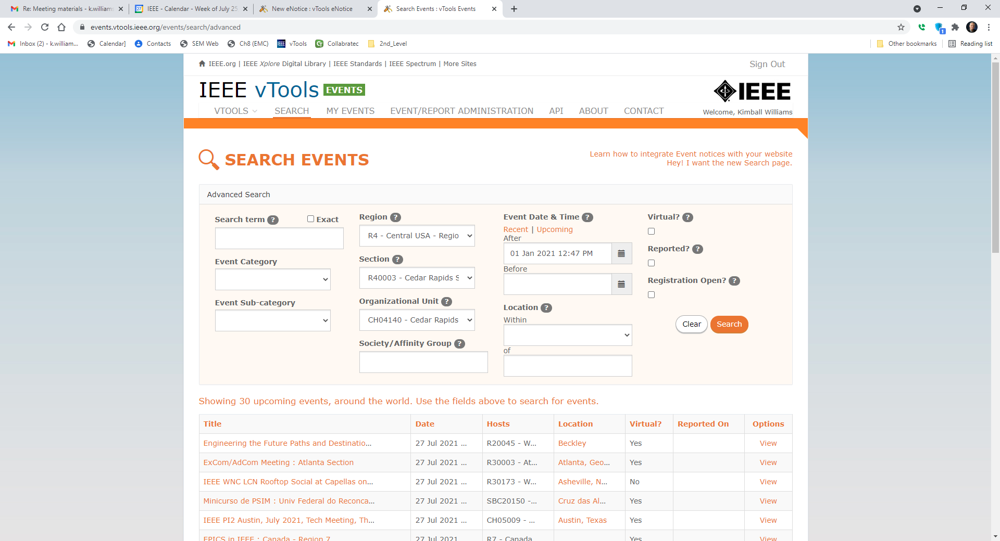 Re: Meeting materials - k.williams
IEEE - Calendar - Week of July 25
New eNotice : vTools eNotice
Search Events : vTools Events
events.vtools.ieee.org/events/search/advanced
Inbox (2) - k.william...
Calendar]
Contacts
SEM Web
Ch8 (EMC)
vTools
Collabratec
2nd_Level
Other bookmarks
Reading list
IEEE.org | IEEE Xplore Digital Library | IEEE Standards | IEEE Spectrum | More Sites
Sign Out
IEEE vTools EVENTS
IEEE
VTOOLS SEARCH MY EVENTS EVENT/REPORT ADMINISTRATION API ABOUT CONTACT
Welcome, Kimball Williams
SEARCH EVENTS
Learn how to integrate Event notices with your website
Hey! I want the new Search page.
Advanced Search
Search term ? Exact
Event Category
Event Sub-category
Region ?
R4 - Central USA - Regio
Section ?
R40003 - Cedar Rapids S
Organizational Unit ?
CH04140 - Cedar Rapids
Society/Affinity Group ?
Event Date & Time ?
Recent | Upcoming
After
01 Jan 2021 12:47 PM
Before
Location ?
Within
of
Virtual? ?
Reported? ?
Registration Open? ?
Clear Search
Showing 30 upcoming events, around the world. Use the fields above to search for events.
Title Date Hosts Location Virtual? Reported On Options
Engineering the Future Paths and Destinatio... 27 Jul 2021 ... R20045 - W... Beckley Yes View
ExCom/AdCom Meeting : Atlanta Section 27 Jul 2021 ... R30003 - At... Atlanta, Geo... Yes View
IEEE WNC LCN Rooftop Social at Capellas on... 27 Jul 2021 ... R30173 - W... Asheville, N... No View
Minicurso de PSIM : Univ Federal do Reconca... 27 Jul 2021 ... SBC20150 -... Cruz das Al... Yes View
IEEE PI2 Austin, July 2021, Tech Meeting, Th... 27 Jul 2021 ... CH05009 - ... Austin, Texas Yes View
EPICS in IEEE : Canada - Region 7 27 Jul 2021 R7 - Canada Yes View